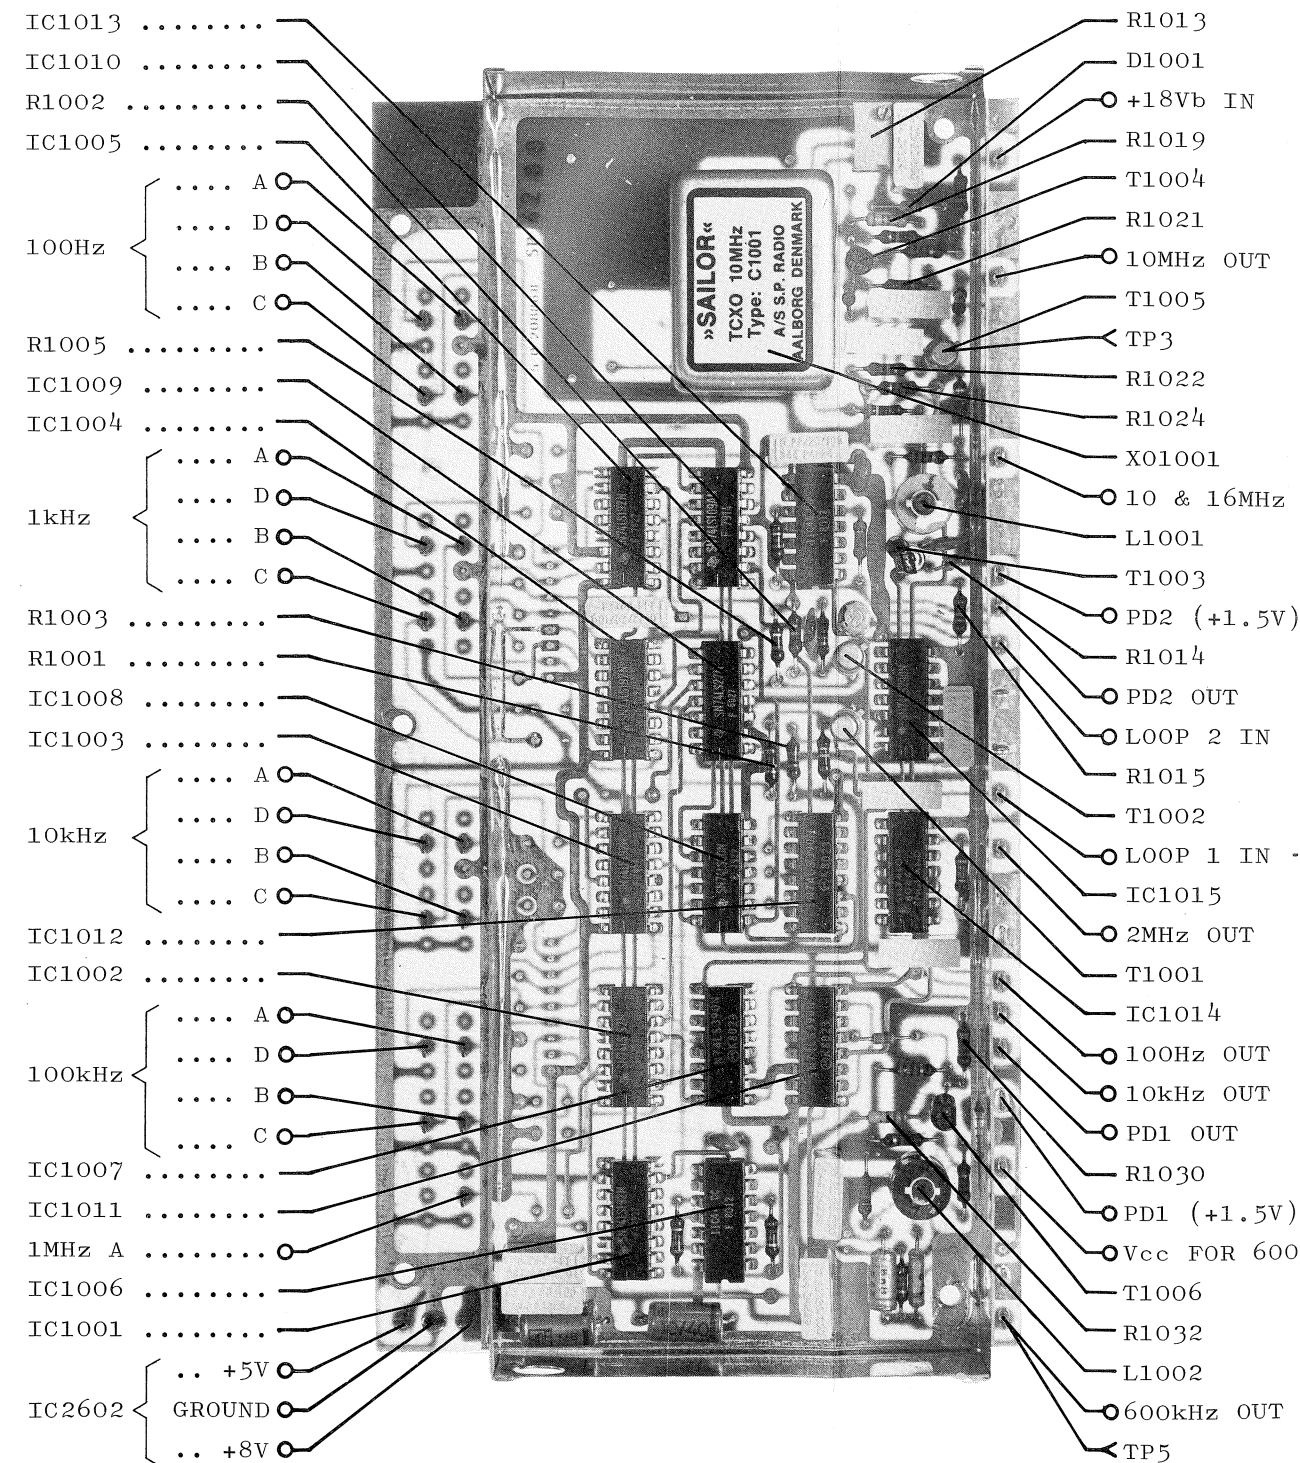 IC1013 ........
IC1010 ........
R1002 ........
IC1005 ........
100Hz
.... A
.... D
.... B
.... C
R1005 ........
IC1009 ........
IC1004 ........
1kHz
.... A
.... D
.... B
.... C
R1003 ........
R1001 ........
IC1008 ........
IC1003 ........
10kHz
.... A
.... D
.... B
.... C
IC1012 ........
IC1002 ........
100kHz
.... A
.... D
.... B
.... C
IC1007 ........
IC1011 ........
1MHz A ........
IC1006 ........
IC1001 ........
IC2602
.. +5V
GROUND
.. +8V
»SAILOR«
TCXO 10MHz
Type: C1001
A/S S.P. RADIO
AALBORG DENMARK
R1013
D1001
+18Vb IN
R1019
T1004
R1021
10MHz OUT
T1005
TP3
R1022
R1024
XO1001
10 & 16MHz
L1001
T1003
PD2 (+1.5V)
R1014
PD2 OUT
LOOP 2 IN
R1015
T1002
LOOP 1 IN -
IC1015
2MHz OUT
T1001
IC1014
100Hz OUT
10kHz OUT
PD1 OUT
R1030
PD1 (+1.5V)
Vcc FOR 600
T1006
R1032
L1002
600kHz OUT
TP5